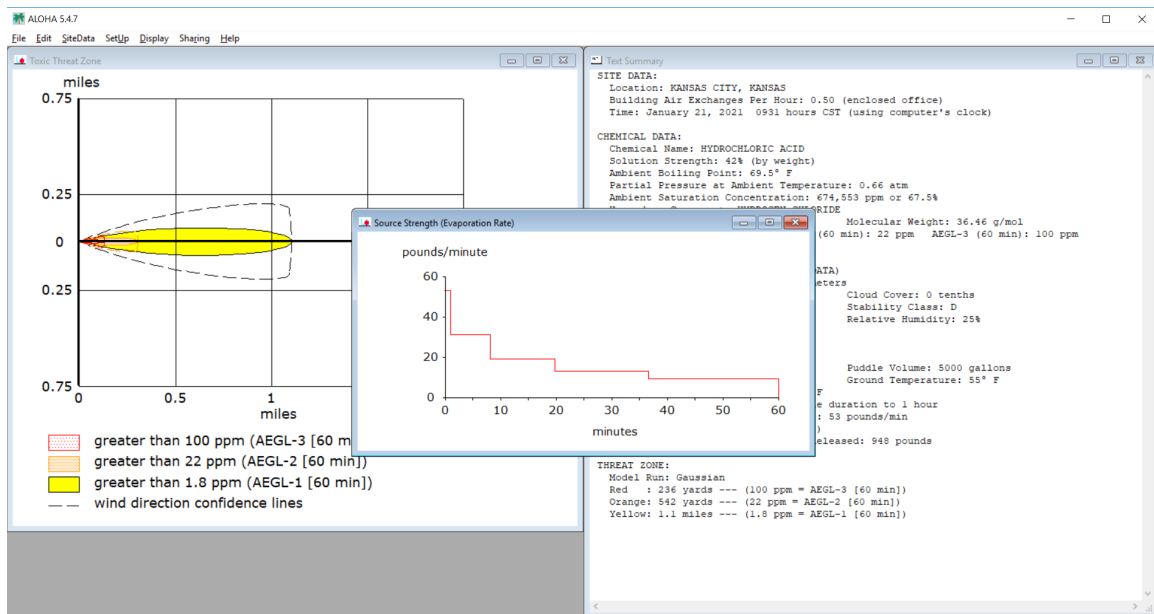 ALOHA 5.4.7
File Edit SiteData SetUp Display Sharing Help
Toxic Threat Zone
miles
0.75
0.25
0
0.25
0.75
0 0.5 1
miles
greater than 100 ppm (AEGL-3 [60 m
greater than 22 ppm (AEGL-2 [60 min])
greater than 1.8 ppm (AEGL-1 [60 min])
wind direction confidence lines
Source Strength (Evaporation Rate)
pounds/minute
60
40
20
0
0 10 20 30 40 50 60
minutes
Text Summary
SITE DATA:
Location: KANSAS CITY, KANSAS
Building Air Exchanges Per Hour: 0.50 (enclosed office)
Time: January 21, 2021 0931 hours CST (using computer's clock)
CHEMICAL DATA:
Chemical Name: HYDROCHLORIC ACID
Solution Strength: 42% (by weight)
Ambient Boiling Point: 69.5° F
Partial Pressure at Ambient Temperature: 0.66 atm
Ambient Saturation Concentration: 674,553 ppm or 67.5%
RIDE
Molecular Weight: 36.46 g/mol
(60 min): 22 ppm AEGL-3 (60 min): 100 ppm
ATA)
eters
Cloud Cover: 0 tenths
Stability Class: D
Relative Humidity: 25%
Puddle Volume: 5000 gallons
Ground Temperature: 55° F
F
e duration to 1 hour
: 53 pounds/min
)
eleased: 948 pounds
THREAT ZONE:
Model Run: Gaussian
Red : 236 yards --- (100 ppm = AEGL-3 [60 min])
Orange: 542 yards --- (22 ppm = AEGL-2 [60 min])
Yellow: 1.1 miles --- (1.8 ppm = AEGL-1 [60 min])